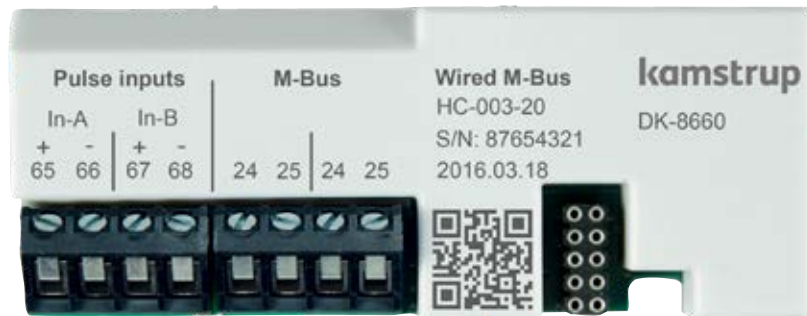 Pulse inputs
In-A In-B
+ - + -
65 66 67 68
M-Bus
24 25 24 25
Wired M-Bus
HC-003-20
S/N: 87654321
2016.03.18
kamstrup
DK-8660